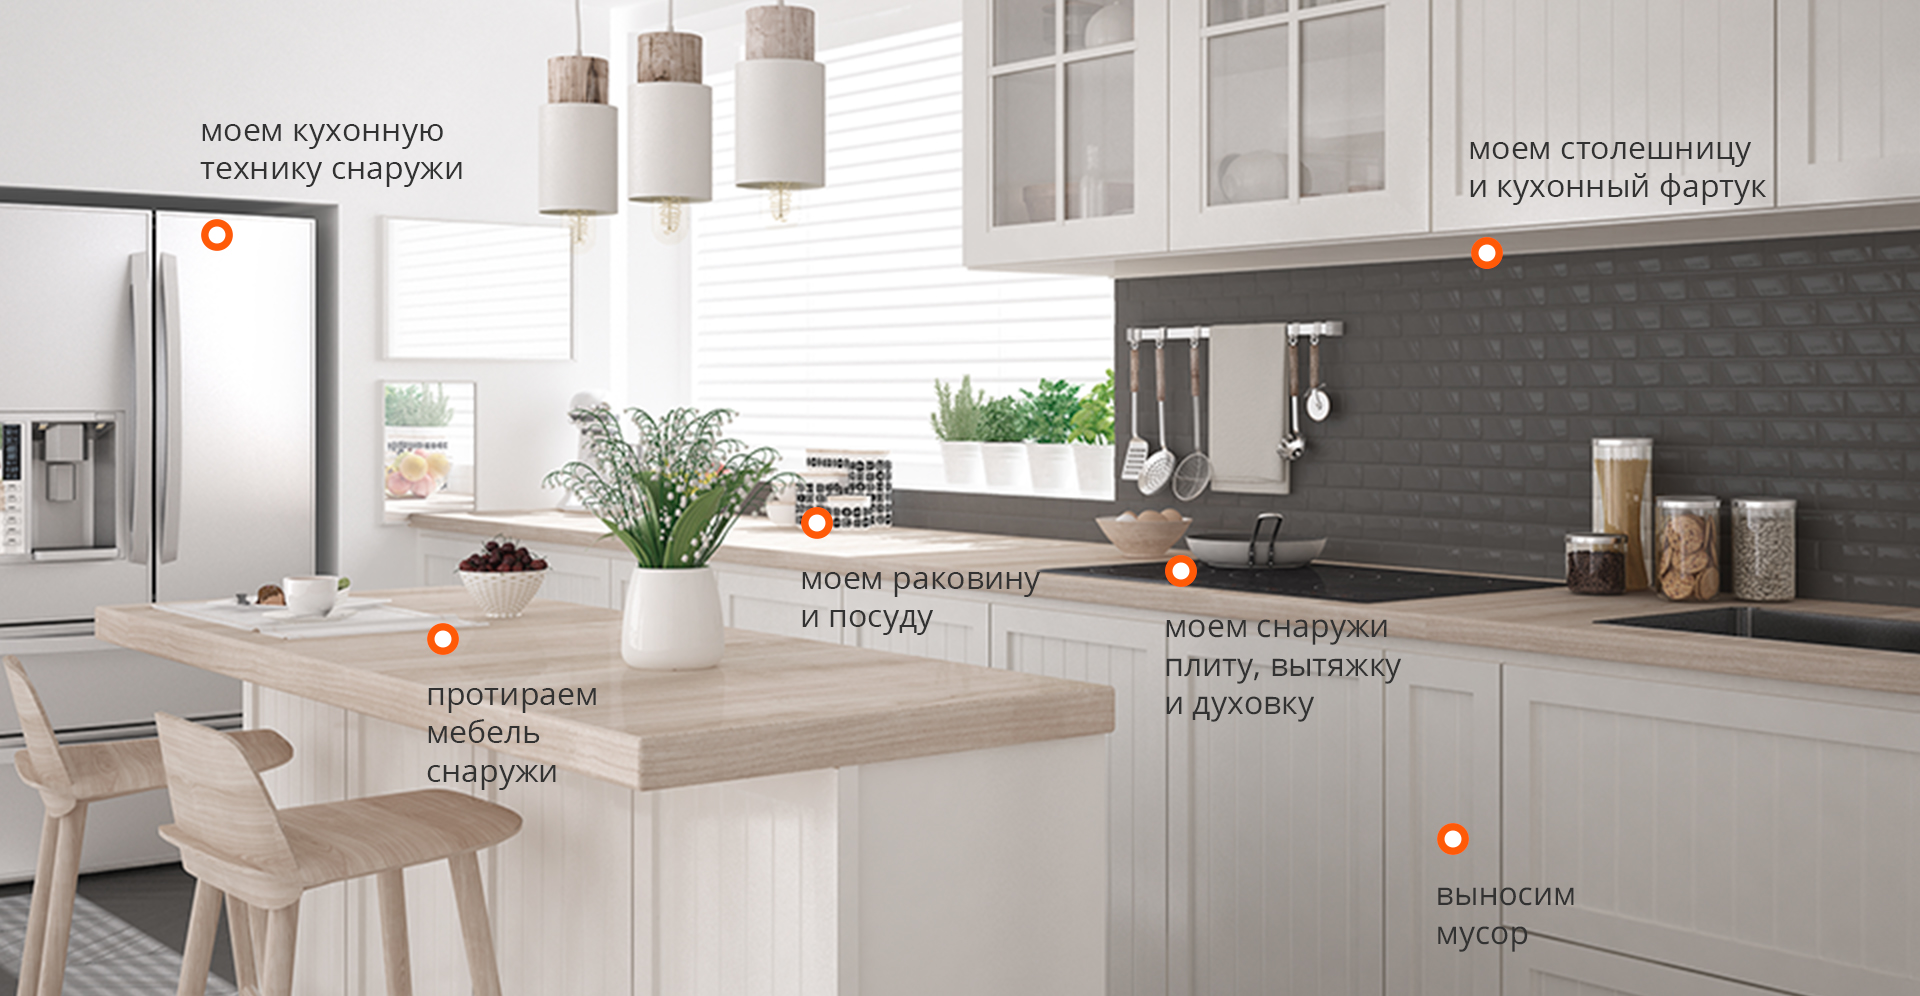 моем кухонную
технику снаружи
моем столешницу
и кухонный фартук
моем раковину
и посуду
моем снаружи
плиту, вытяжку
и духовку
протираем
мебель
снаружи
выносим
мусор